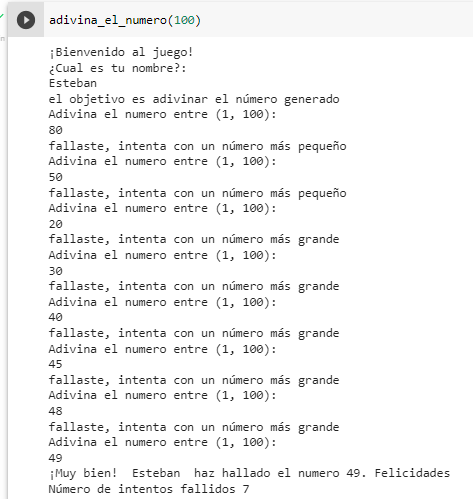 adivina_el_numero(100)
¡Bienvenido al juego!
¿Cual es tu nombre?:
Esteban
el objetivo es adivinar el número generado
Adivina el numero entre (1, 100):
80
fallaste, intenta con un número más pequeño
Adivina el numero entre (1, 100):
50
fallaste, intenta con un número más pequeño
Adivina el numero entre (1, 100):
20
fallaste, intenta con un número más grande
Adivina el numero entre (1, 100):
30
fallaste, intenta con un número más grande
Adivina el numero entre (1, 100):
40
fallaste, intenta con un número más grande
Adivina el numero entre (1, 100):
45
fallaste, intenta con un número más grande
Adivina el numero entre (1, 100):
48
fallaste, intenta con un número más grande
Adivina el numero entre (1, 100):
49
¡Muy bien!  Esteban  haz hallado el numero 49. Felicidades
Número de intentos fallidos 7